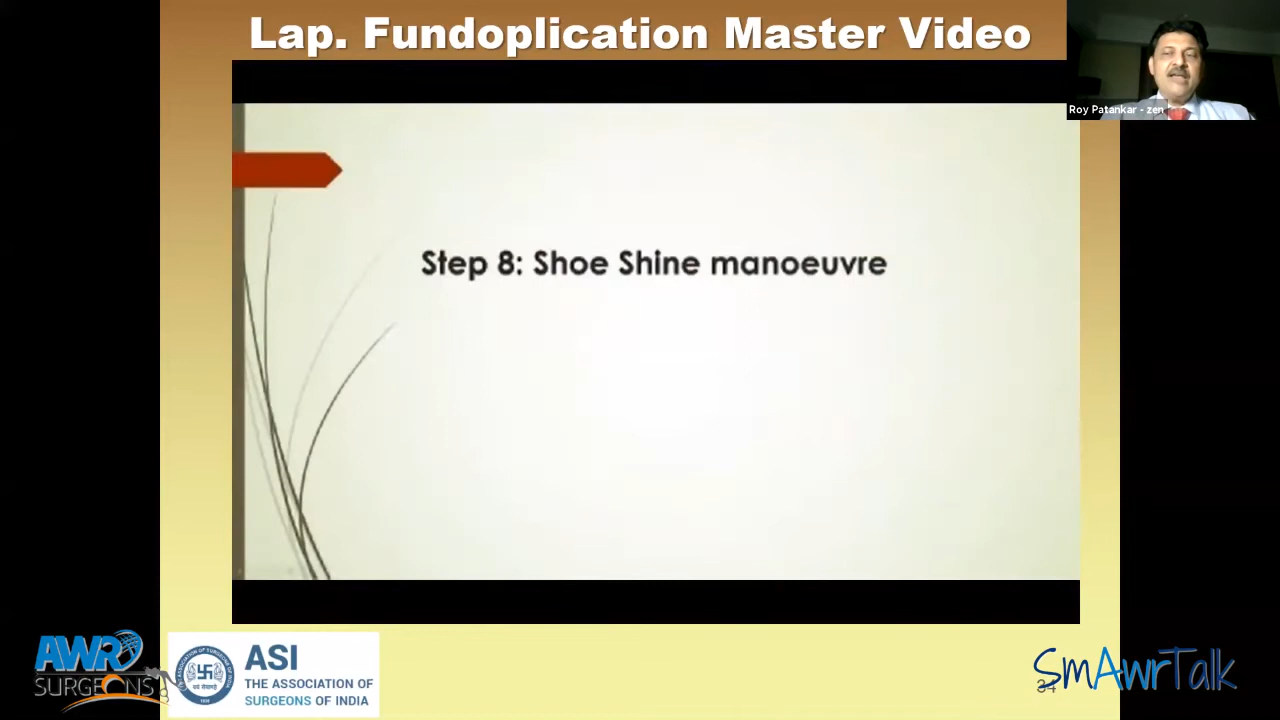 Lap. Fundoplication Master Video
Roy Patankar - zen
Step 8: Shoe Shine manoeuvre
AWR
SURGEONS
ASI
THE ASSOCIATION OF
SURGEONS OF INDIA
SmAwrTalk
34